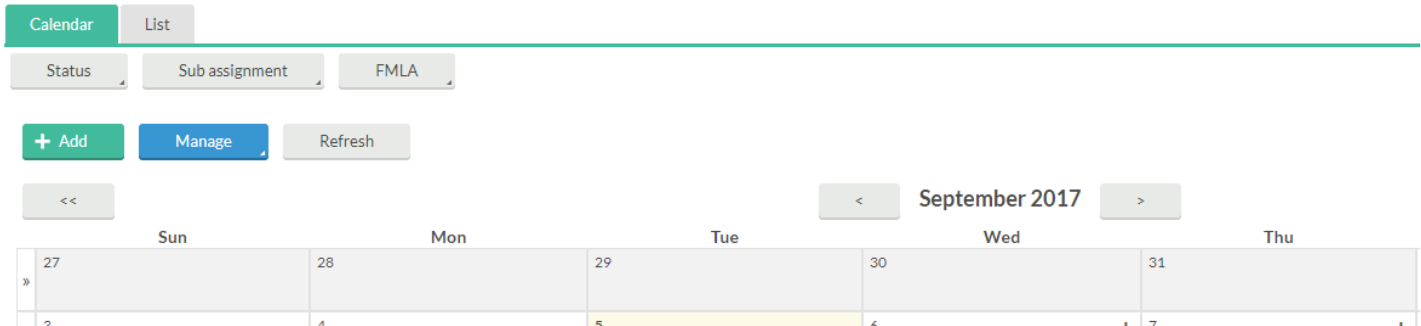 Calendar List
Status Sub assignment FMLA
+ Add Manage Refresh
<< < September 2017 >
Sun Mon Tue Wed Thu
» 27 28 29 30 31
3 4 5 6 7